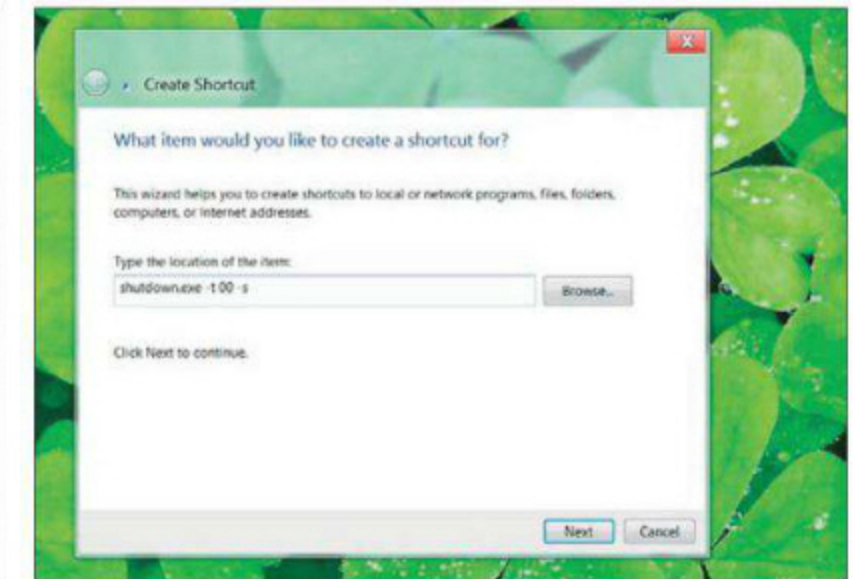 X
Create Shortcut
What item would you like to create a shortcut for?
This wizard helps you to create shortcuts to local or network programs, files, folders,
computers, or Internet addresses.
Type the location of the item:
shutdown.exe -t 00 -s
Browse...
Click Next to continue.
Next
Cancel